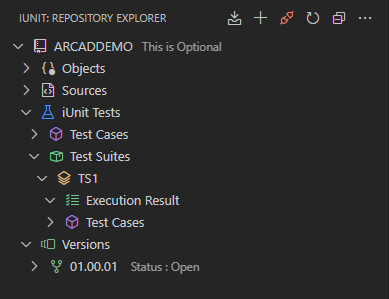 IUNIT: REPOSITORY EXPLORER
ARCADDEMO This is Optional
Objects
Sources
iUnit Tests
Test Cases
Test Suites
TS1
Execution Result
Test Cases
Versions
01.00.01 Status : Open